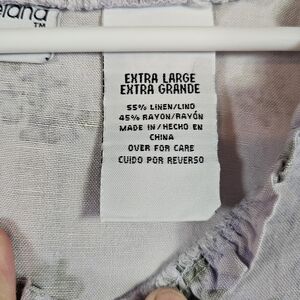 TM
EXTRA LARGE
EXTRA GRANDE
55% LINEN/LINO
45% RAYON/RAYÓN
MADE IN/HECHO EN
CHINA
OVER FOR CARE
CUIDO POR REVERSO